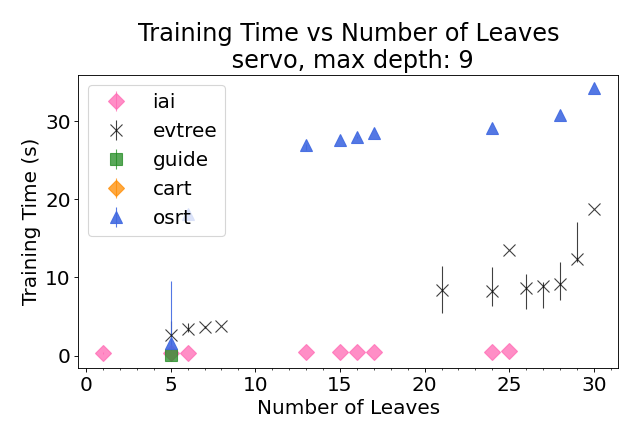 Training Time vs Number of Leaves
servo, max depth: 9
Training Time (s)
30
20
10
0
iai
evtree
guide
cart
osrt
0
5
10
15
20
25
30
Number of Leaves